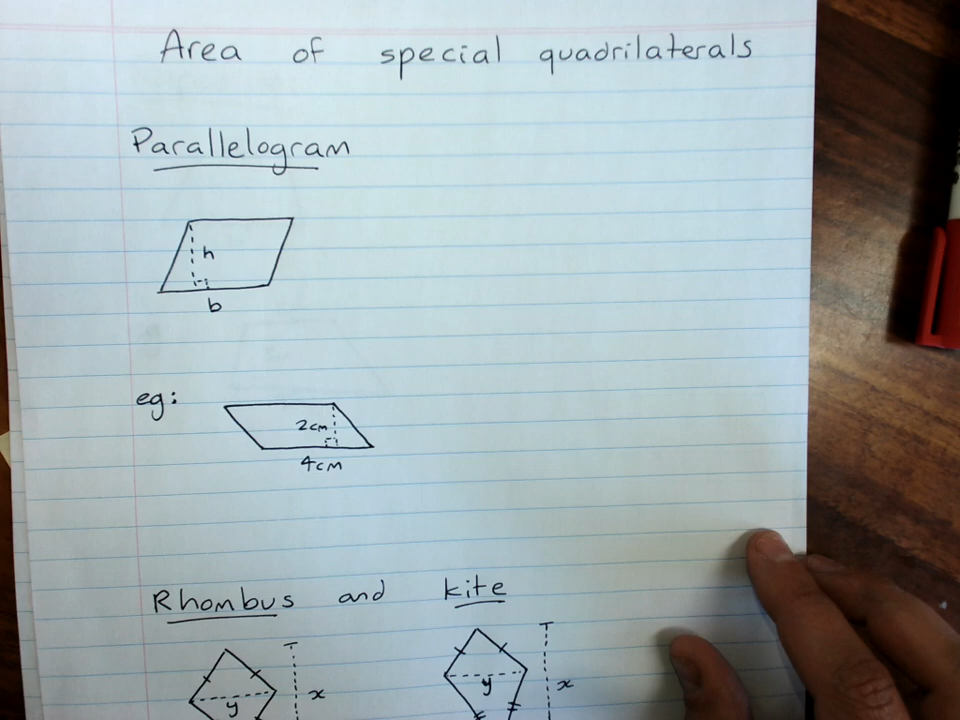 Area of special quadrilaterals
Parallelogram
h
b
eg:
2cm
4cm
Rhombus and kite
y
x
y
x